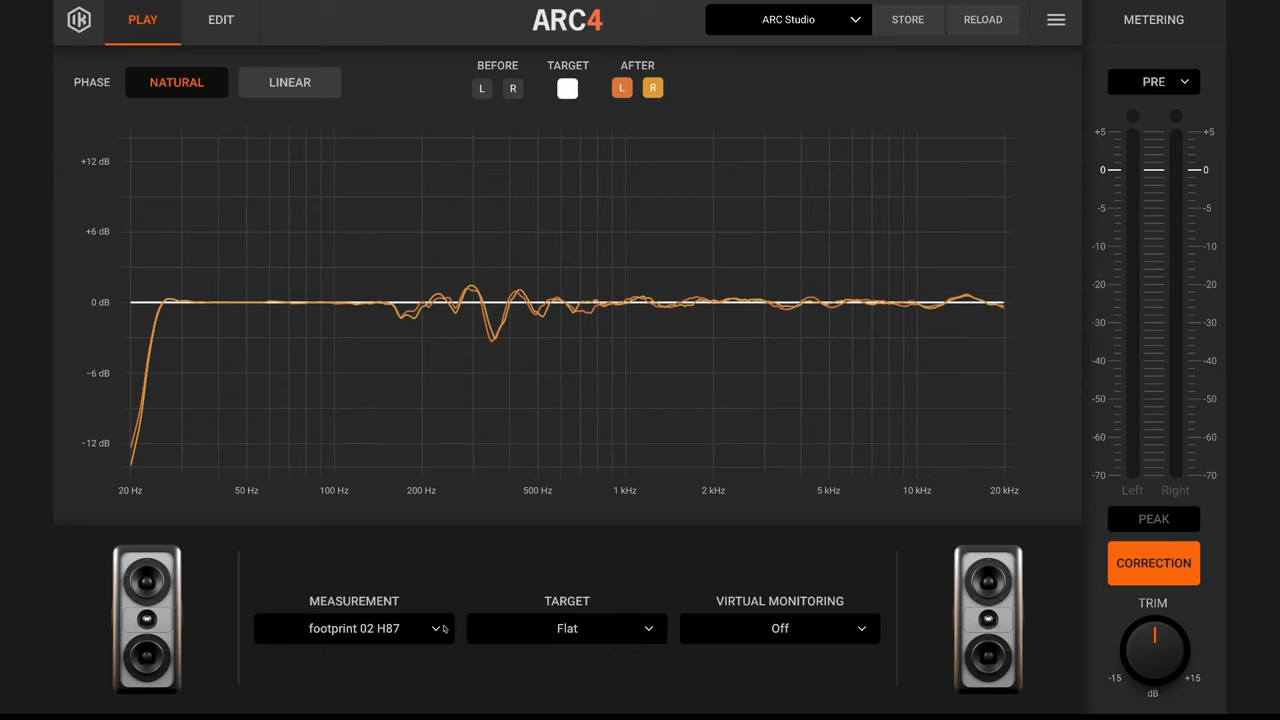 PLAY
EDIT
ARC4
ARC Studio
STORE
RELOAD
METERING
PHASE
NATURAL
LINEAR
BEFORE
L R
TARGET
AFTER
L R
PRE
+12 dB
+6 dB
0 dB
-6 dB
-12 dB
20 Hz 50 Hz 100 Hz 200 Hz 500 Hz 1 kHz 2 kHz 5 kHz 10 kHz 20 kHz
+5 +5
0 0
-5 -5
-10 -10
-20 -20
-30 -30
-40 -40
-50 -50
-60 -60
-70 -70
Left Right
PEAK
CORRECTION
TRIM
-15 +15
dB
MEASUREMENT
footprint 02 H87
TARGET
Flat
VIRTUAL MONITORING
Off